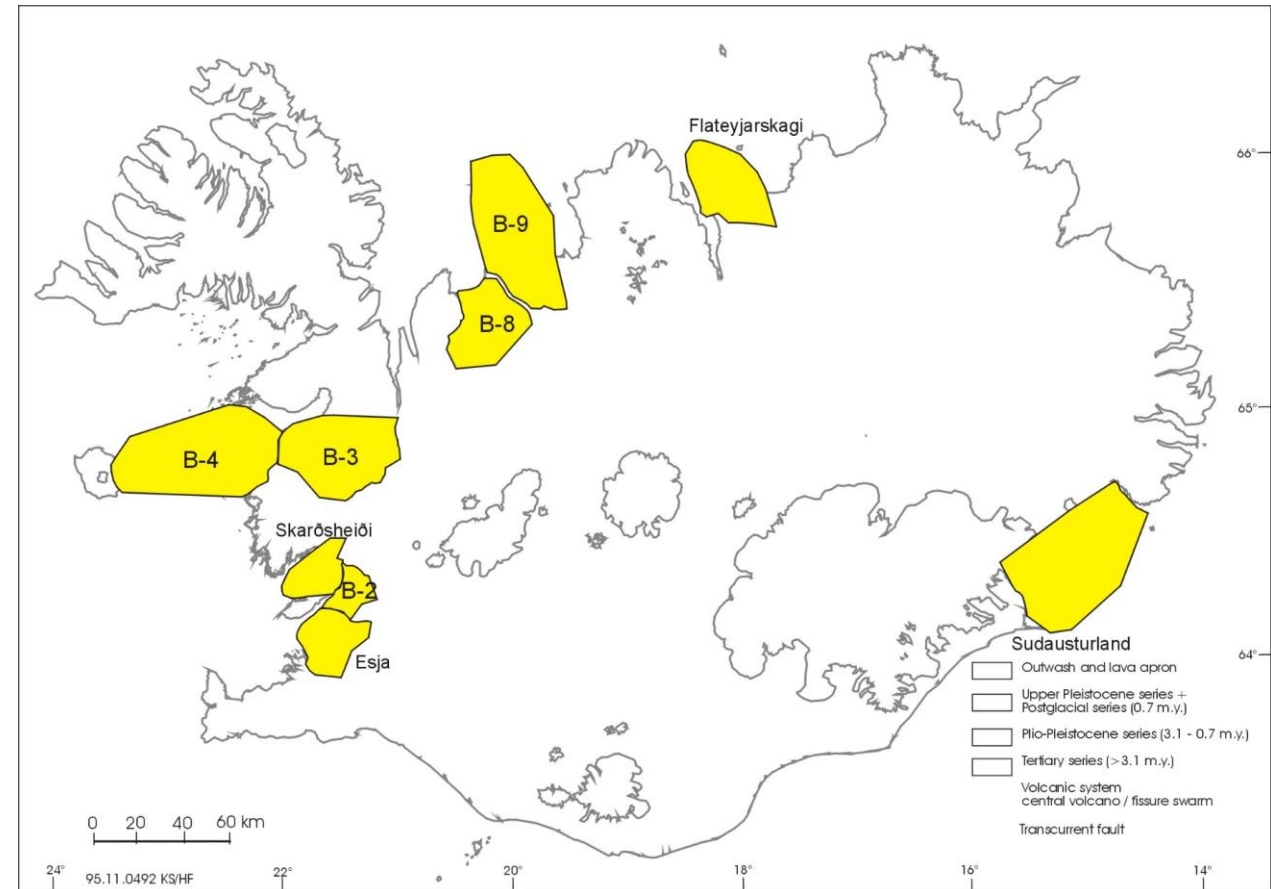 Flateyjarskagi
66°
B-9
B-8
65°
B-4
B-3
Skarðsheiði
B-2
Esja
64°
Sudausturland
Outwash and lava apron
Upper Pleistocene series +
Postglacial series (0.7 m.y.)
Plio-Pleistocene series (3.1 - 0.7 m.y.)
Tertiary series (>3.1 m.y.)
Volcanic system
central volcano / fissure swarm
Transcurrent fault
0 20 40 60 km
24° 22° 20° 18° 16° 14°
95.11.0492 KS/HF